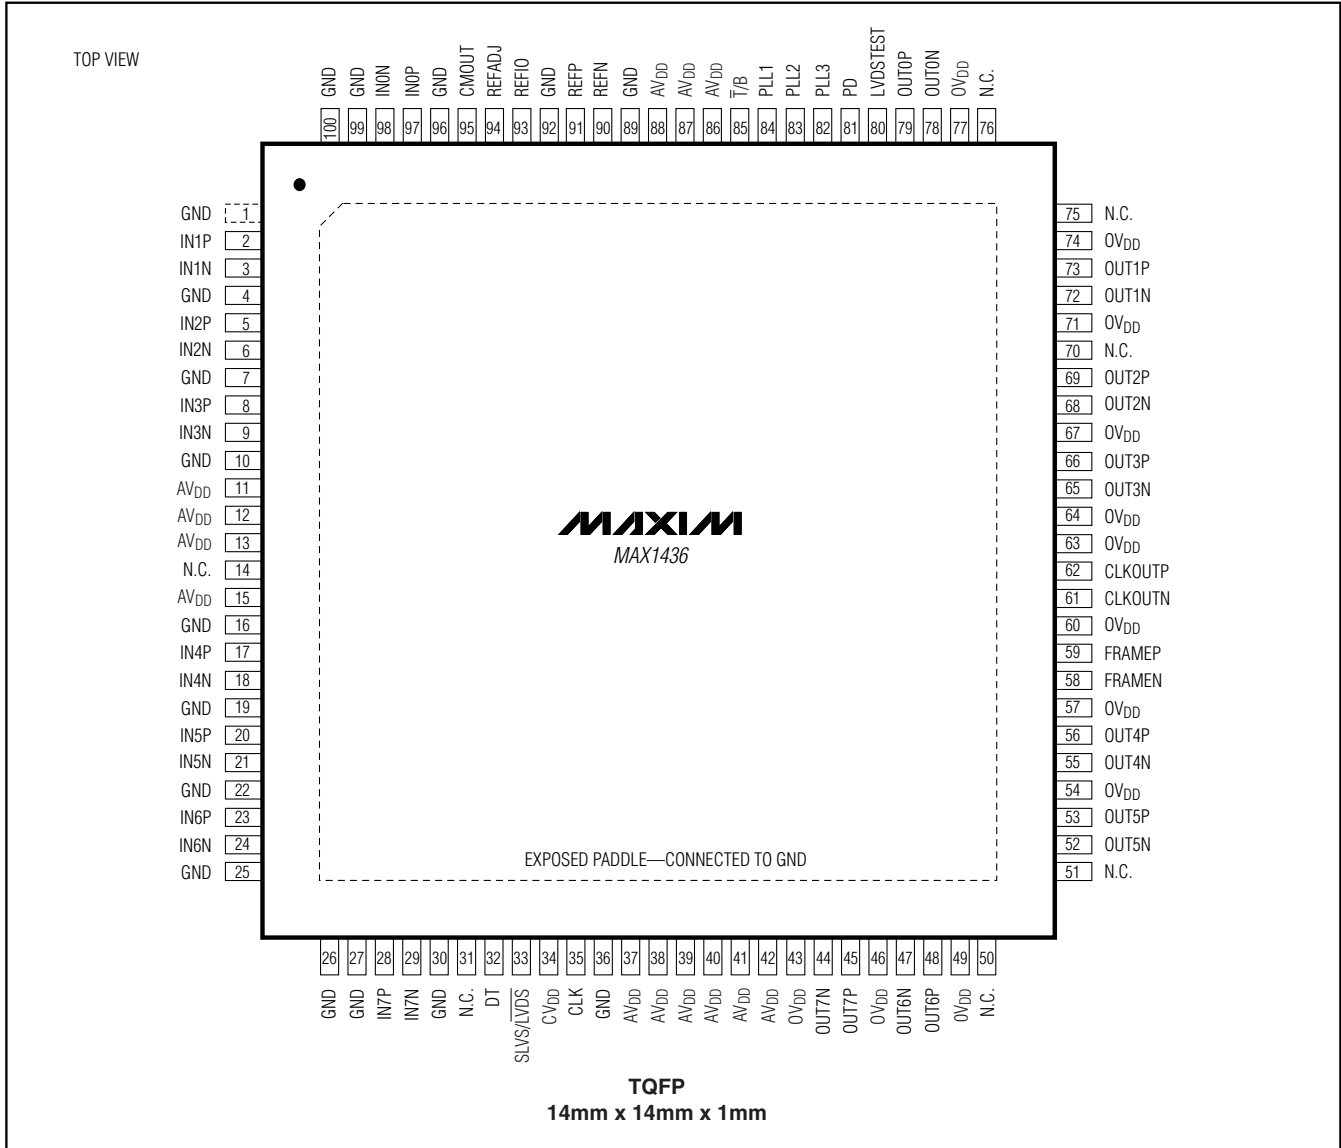 TOP VIEW
GND GND IN0N IN0P GND CMOUT REFADJ REFIO GND REFP REFN GND AVDD AVDD AVDD T̅/B PLL1 PLL2 PLL3 PD LVDSTEST OUT0P OUT0N OVDD N.C.
100 99 98 97 96 95 94 93 92 91 90 89 88 87 86 85 84 83 82 81 80 79 78 77 76
GND 1
IN1P 2
IN1N 3
GND 4
IN2P 5
IN2N 6
GND 7
IN3P 8
IN3N 9
GND 10
AVDD 11
AVDD 12
AVDD 13
N.C. 14
AVDD 15
GND 16
IN4P 17
IN4N 18
GND 19
IN5P 20
IN5N 21
GND 22
IN6P 23
IN6N 24
GND 25
MAXIM
MAX1436
EXPOSED PADDLE—CONNECTED TO GND
75 N.C.
74 OVDD
73 OUT1P
72 OUT1N
71 OVDD
70 N.C.
69 OUT2P
68 OUT2N
67 OVDD
66 OUT3P
65 OUT3N
64 OVDD
63 OVDD
62 CLKOUTP
61 CLKOUTN
60 OVDD
59 FRAMEP
58 FRAMEN
57 OVDD
56 OUT4P
55 OUT4N
54 OVDD
53 OUT5P
52 OUT5N
51 N.C.
26 27 28 29 30 31 32 33 34 35 36 37 38 39 40 41 42 43 44 45 46 47 48 49 50
GND GND IN7P IN7N GND N.C. DT S̅L̅V̅S̅/̅L̅V̅D̅S̅ CVDD CLK GND AVDD AVDD AVDD AVDD AVDD AVDD OVDD OUT7N OUT7P OVDD OUT6N OUT6P OVDD N.C.
TQFP
14mm x 14mm x 1mm